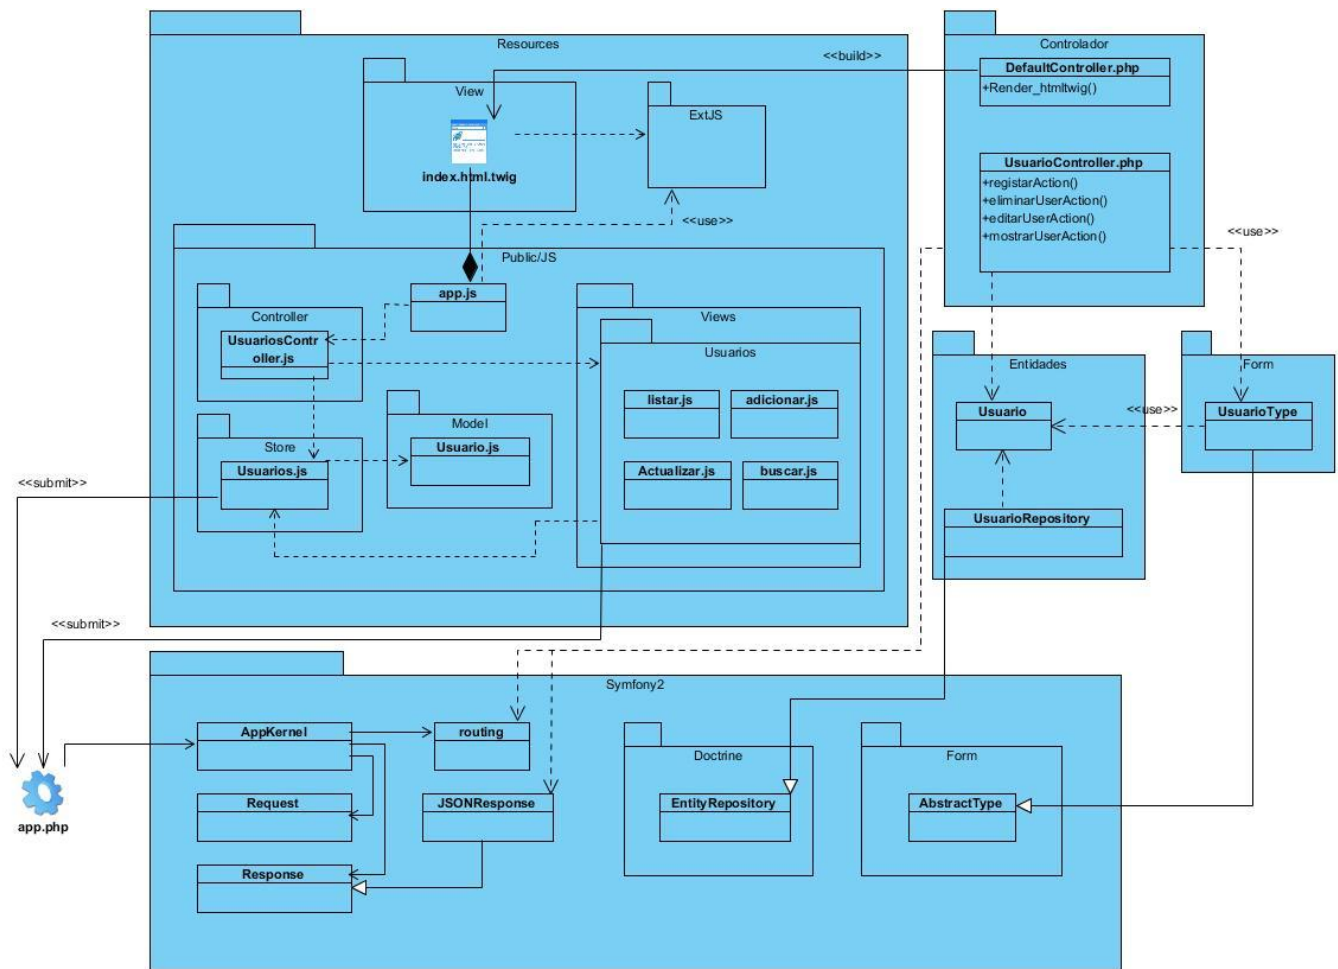 Resources
Controlador
<<build>>
DefaultController.php
+Render_htmltwig()
View
ExtJS
index.html.twig
UsuarioController.php
+registarAction()
+eliminarUserAction()
+editarUserAction()
+mostrarUserAction()
<<use>>
<<use>>
Public/JS
app.js
Controller
UsuariosContr
oller.js
Views
Usuarios
listar.js
adicionar.js
Actualizar.js
buscar.js
Model
Usuario.js
Store
Usuarios.js
Entidades
Usuario
UsuarioRepository
<<use>>
Form
UsuarioType
<<submit>>
<<submit>>
Symfony2
AppKernel
routing
Request
JSONResponse
Response
Doctrine
EntityRepository
Form
AbstractType
app.php